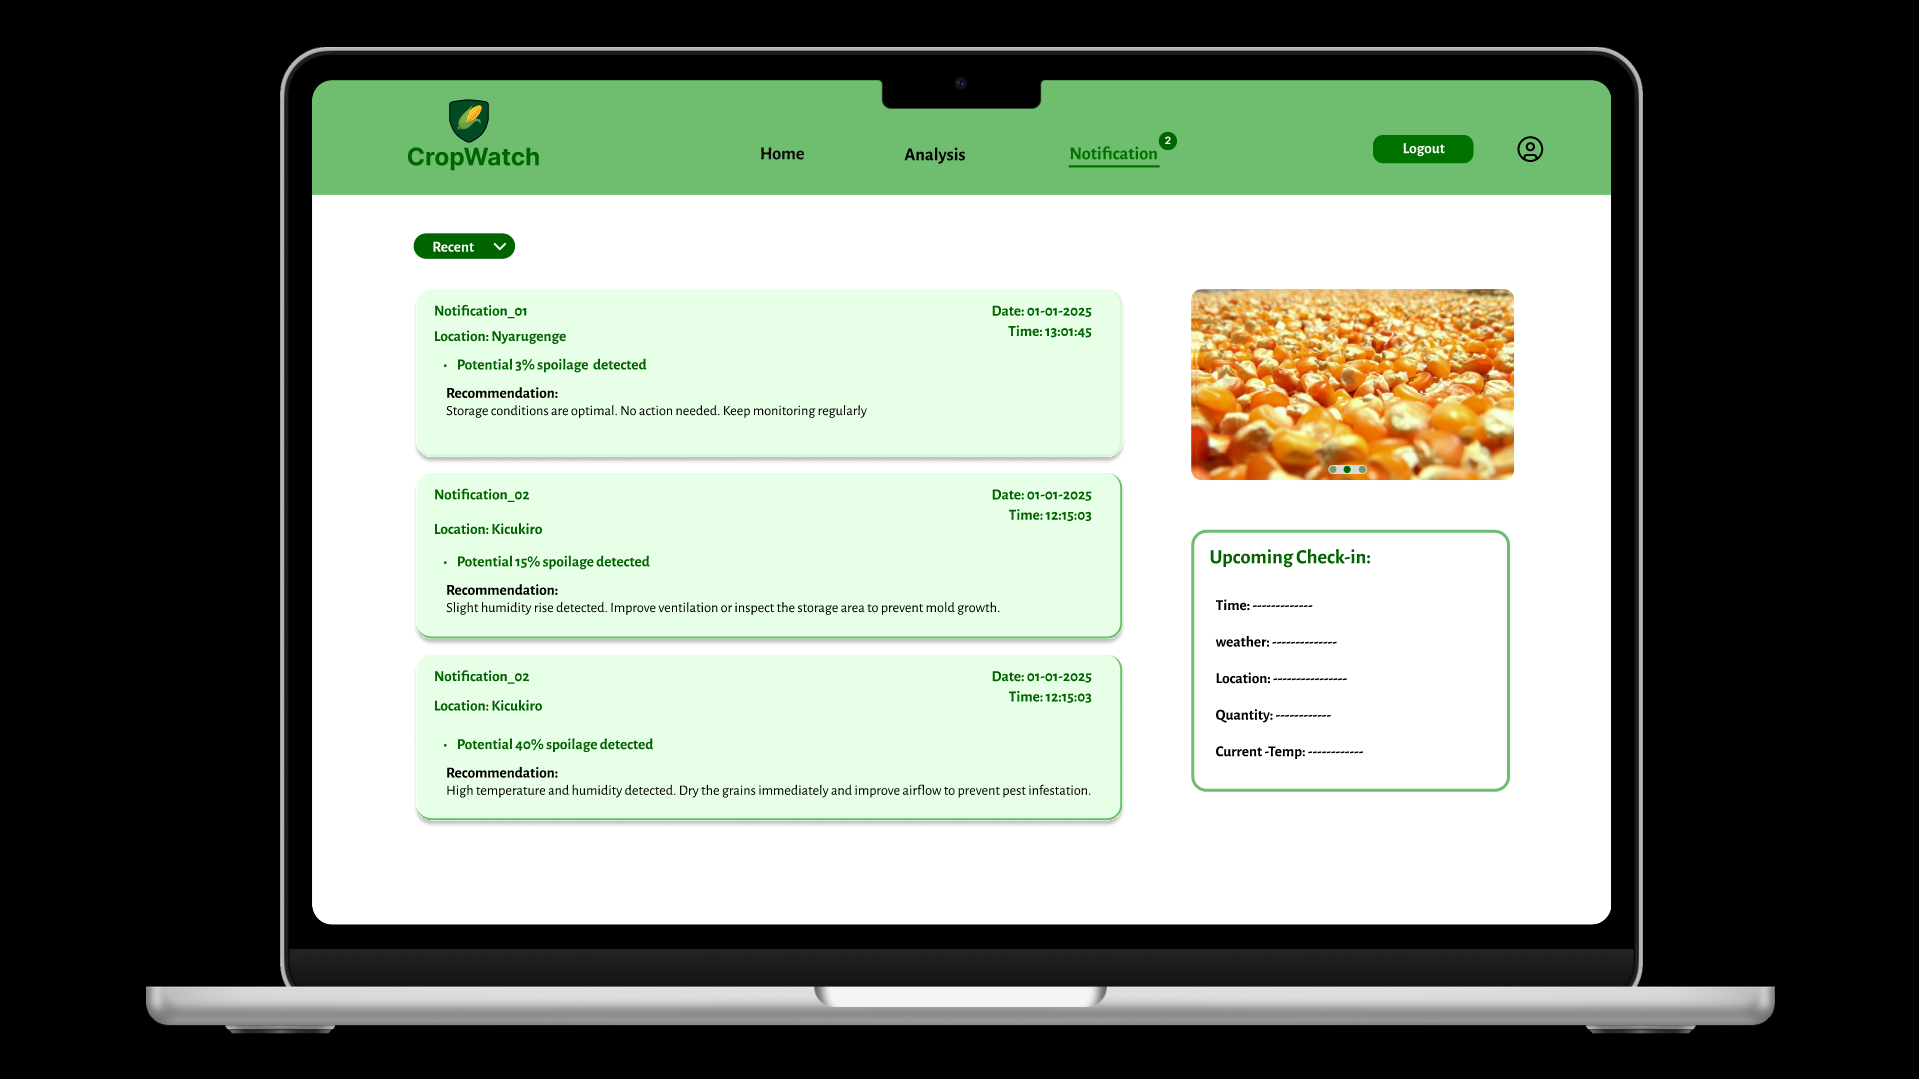 CropWatch
Home
Analysis
Notification
2
Logout
Recent
Notification_01
Date: 01-01-2025
Location: Nyarugenge
Time: 13:01:45
• Potential 3% spoilage detected
Recommendation:
Storage conditions are optimal. No action needed. Keep monitoring regularly
Notification_02
Date: 01-01-2025
Time: 12:15:03
Location: Kicukiro
• Potential 15% spoilage detected
Recommendation:
Slight humidity rise detected. Improve ventilation or inspect the storage area to prevent mold growth.
Notification_02
Date: 01-01-2025
Time: 12:15:03
Location: Kicukiro
• Potential 40% spoilage detected
Recommendation:
High temperature and humidity detected. Dry the grains immediately and improve airflow to prevent pest infestation.
Upcoming Check-in:
Time: -------------
weather: --------------
Location: ----------------
Quantity: ------------
Current -Temp: ------------